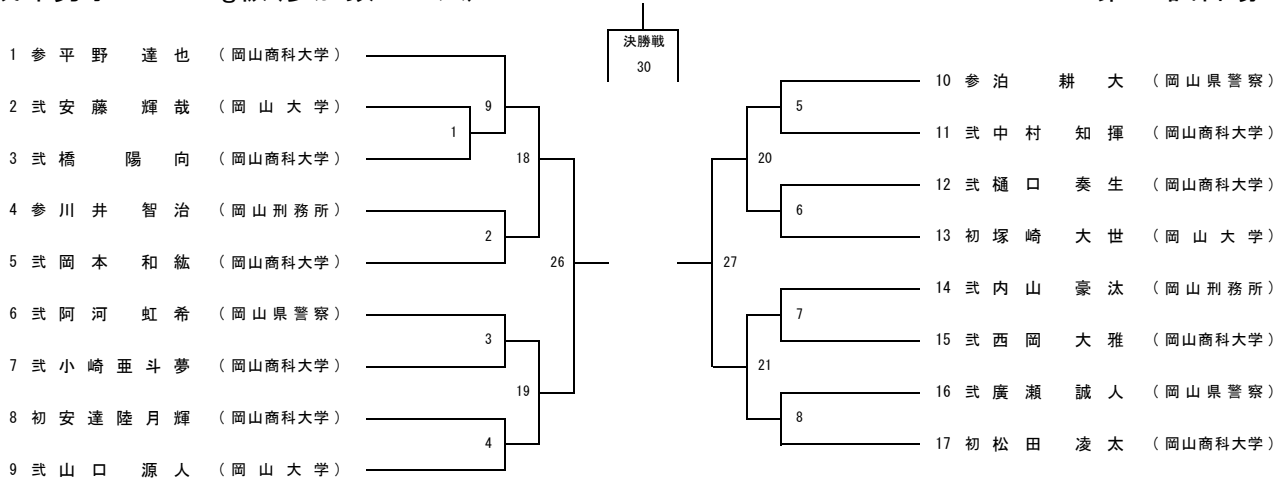 決勝戦
30
1 参 平野 達也 (岡山商科大学)
2 弐 安藤 輝哉 (岡山大学)
3 弐 橋 陽向 (岡山商科大学)
4 参 川井 智治 (岡山刑務所)
5 弐 岡本 和紘 (岡山商科大学)
6 弐 阿河 虹希 (岡山県警察)
7 弐 小崎亜斗夢 (岡山商科大学)
8 初 安達陸月輝 (岡山商科大学)
9 弐 山口 源人 (岡山大学)
1
9
2
18
3
4
19
26
10 参 泊 耕大 (岡山県警察)
11 弐 中村 知揮 (岡山商科大学)
12 弐 樋口 奏生 (岡山商科大学)
13 初 塚崎 大世 (岡山大学)
14 弐 内山 豪汰 (岡山刑務所)
15 弐 西岡 大雅 (岡山商科大学)
16 弐 廣瀬 誠人 (岡山県警察)
17 初 松田 凌太 (岡山商科大学)
5
6
20
7
8
21
27